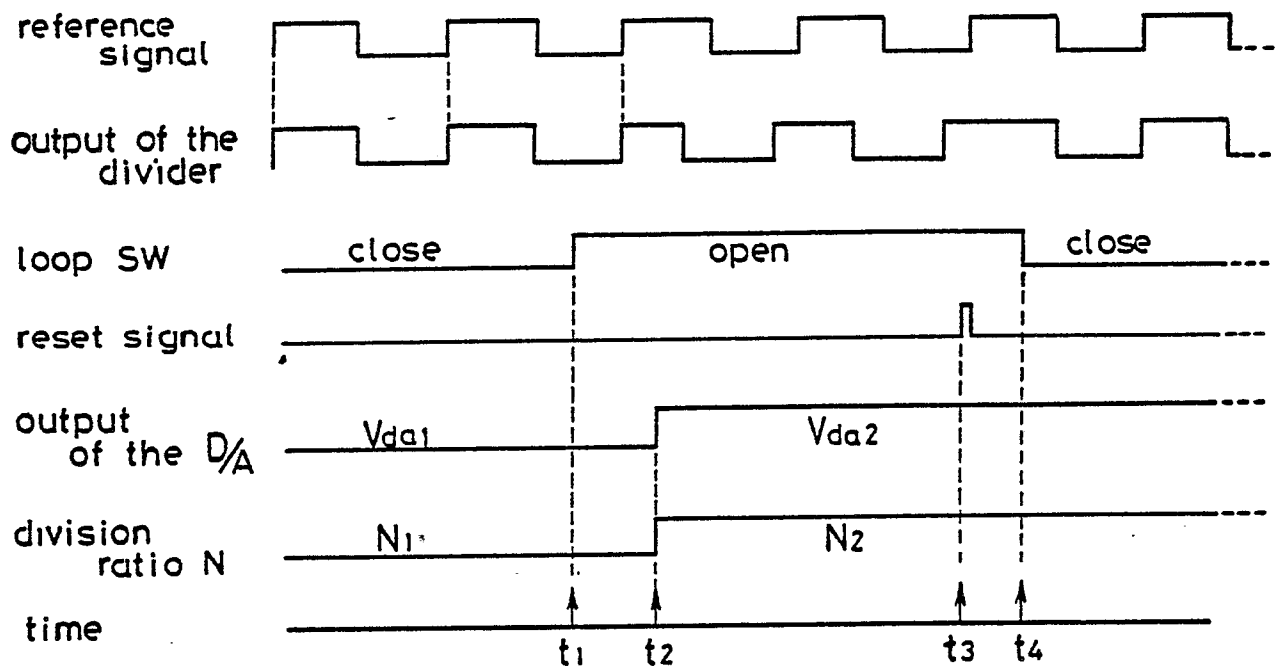 reference
signal
output of the
divider
loop SW
close
open
close
reset signal
output
of the D/A
Vda1
Vda2
division
ratio N
N1
N2
time
t1
t2
t3
t4